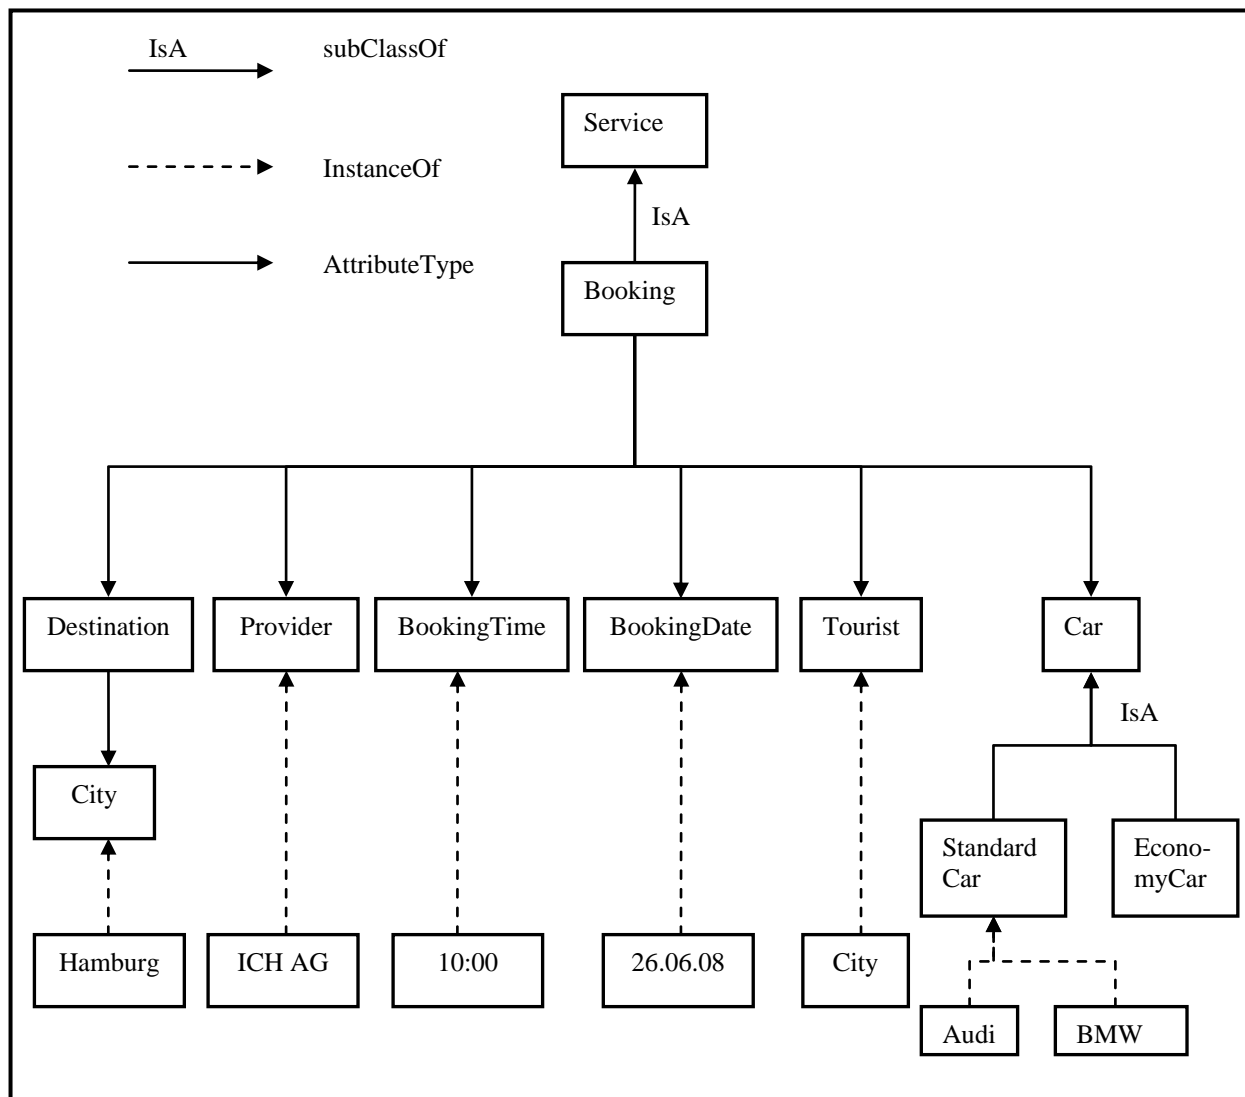 IsA subClassOf
Service
InstanceOf
IsA
AttributeType
Booking
Destination Provider BookingTime BookingDate Tourist Car
IsA
City
Standard Econo-
Car myCar
Hamburg ICH AG 10:00 26.06.08 City
Audi BMW